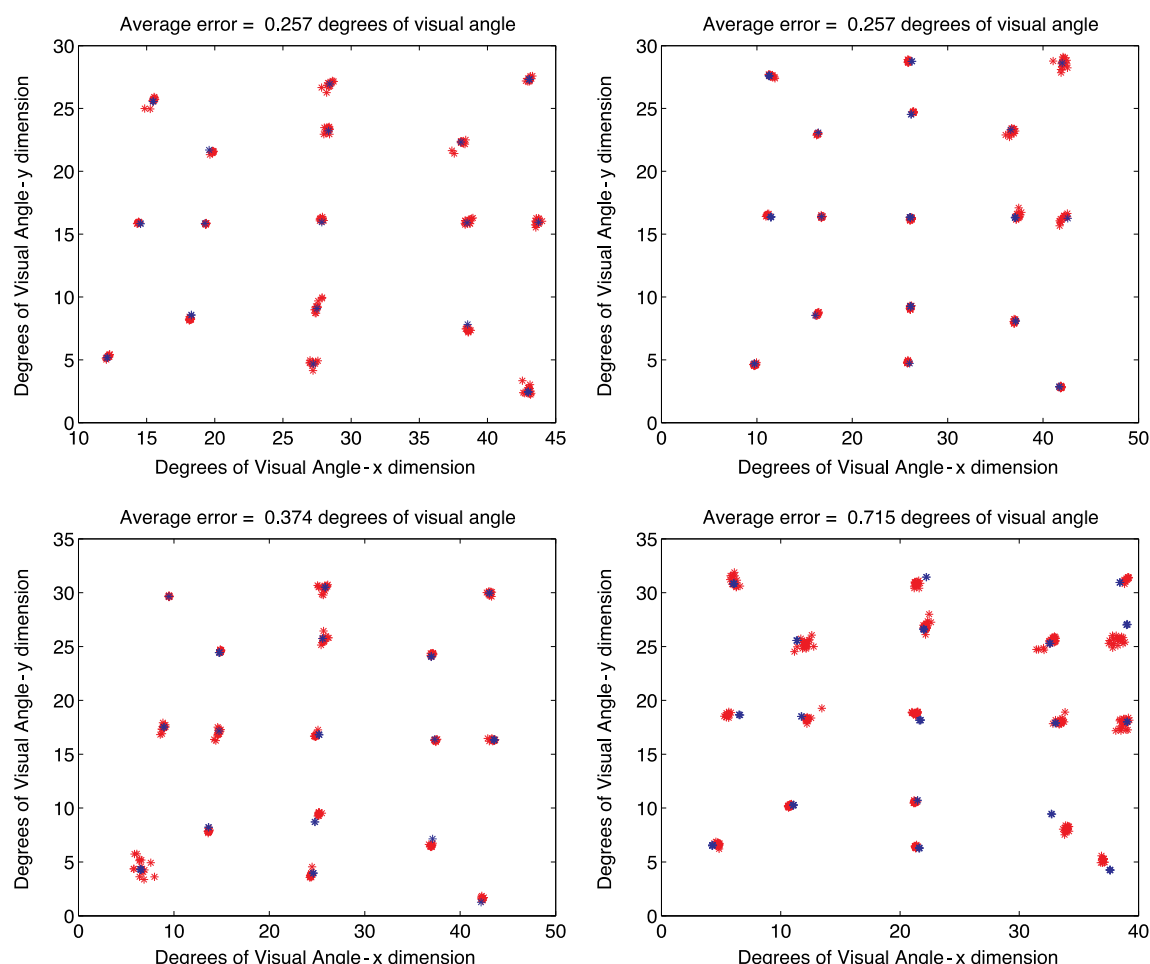 Average error = 0.257 degrees of visual angle
Degrees of Visual Angle - y dimension
30
25
20
15
10
5
0
10 15 20 25 30 35 40 45
Degrees of Visual Angle - x dimension
Average error = 0.257 degrees of visual angle
Degrees of Visual Angle - y dimension
30
25
20
15
10
5
0
0 10 20 30 40 50
Degrees of Visual Angle - x dimension
Average error = 0.374 degrees of visual angle
Degrees of Visual Angle - y dimension
35
30
25
20
15
10
5
0
0 10 20 30 40 50
Degrees of Visual Angle - x dimension
Average error = 0.715 degrees of visual angle
Degrees of Visual Angle - y dimension
35
30
25
20
15
10
5
0
0 10 20 30 40
Degrees of Visual Angle - x dimension